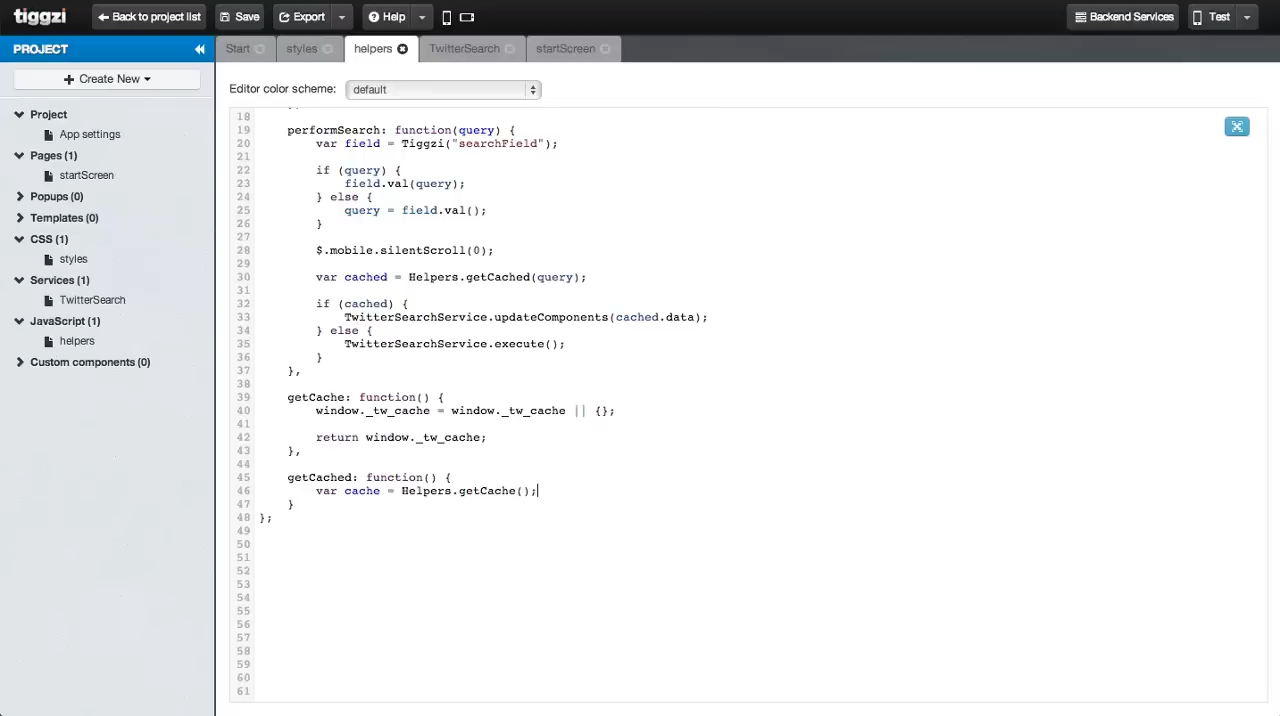 tiggzi
Back to project list
Save
Export
Help
Backend Services
Test
PROJECT
Start
styles
helpers
TwitterSearch
startScreen
Create New
Project
App settings
Pages (1)
startScreen
Popups (0)
Templates (0)
CSS (1)
styles
Services (1)
TwitterSearch
JavaScript (1)
helpers
Custom components (0)
Editor color scheme: default
18
19 performSearch: function(query) {
20 var field = Tiggzi("searchField");
21
22 if (query) {
23 field.val(query);
24 } else {
25 query = field.val();
26 }
27
28 $.mobile.silentScroll(0);
29
30 var cached = Helpers.getCached(query);
31
32 if (cached) {
33 TwitterSearchService.updateComponents(cached.data);
34 } else {
35 TwitterSearchService.execute();
36 }
37 },
38
39 getCache: function() {
40 window._tw_cache = window._tw_cache || {};
41
42 return window._tw_cache;
43 },
44
45 getCached: function() {
46 var cache = Helpers.getCache();
47 }
48 };
49
50
51
52
53
54
55
56
57
58
59
60
61